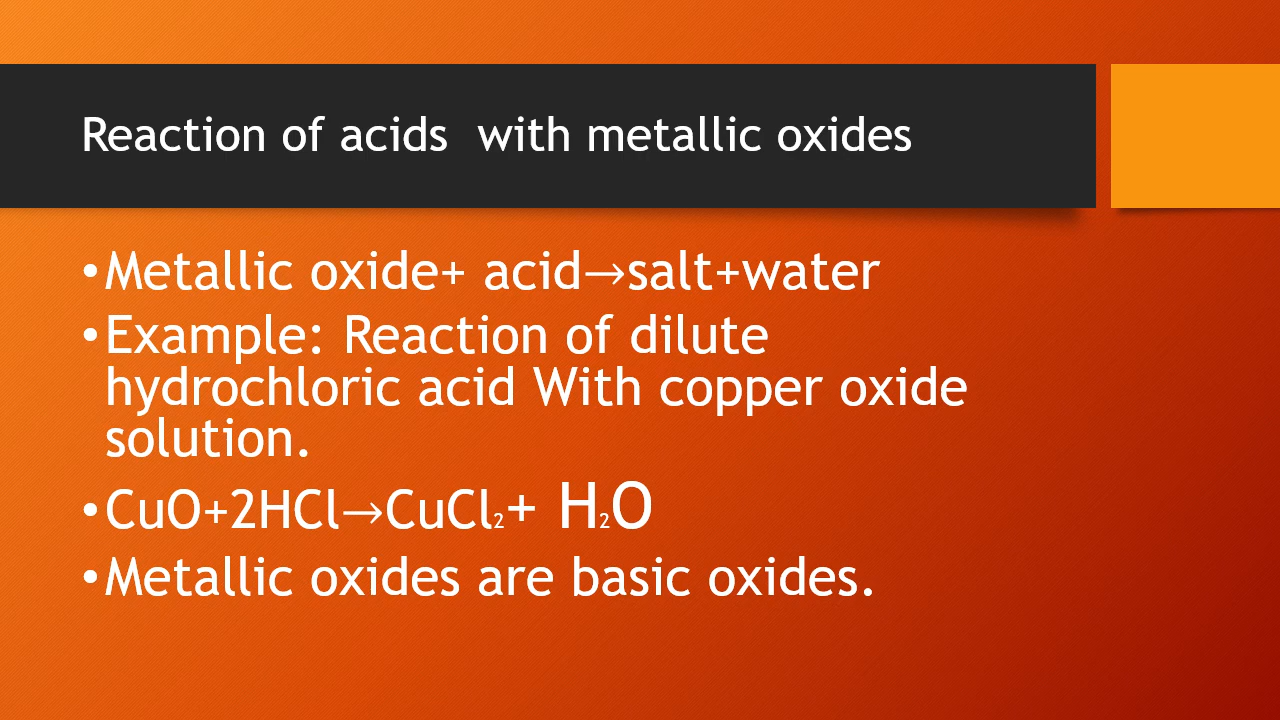 Reaction of acids  with metallic oxides
•Metallic oxide+ acid→salt+water
•Example: Reaction of dilute
hydrochloric acid With copper oxide
solution.
•CuO+2HCl→CuCl₂+ H₂O
•Metallic oxides are basic oxides.